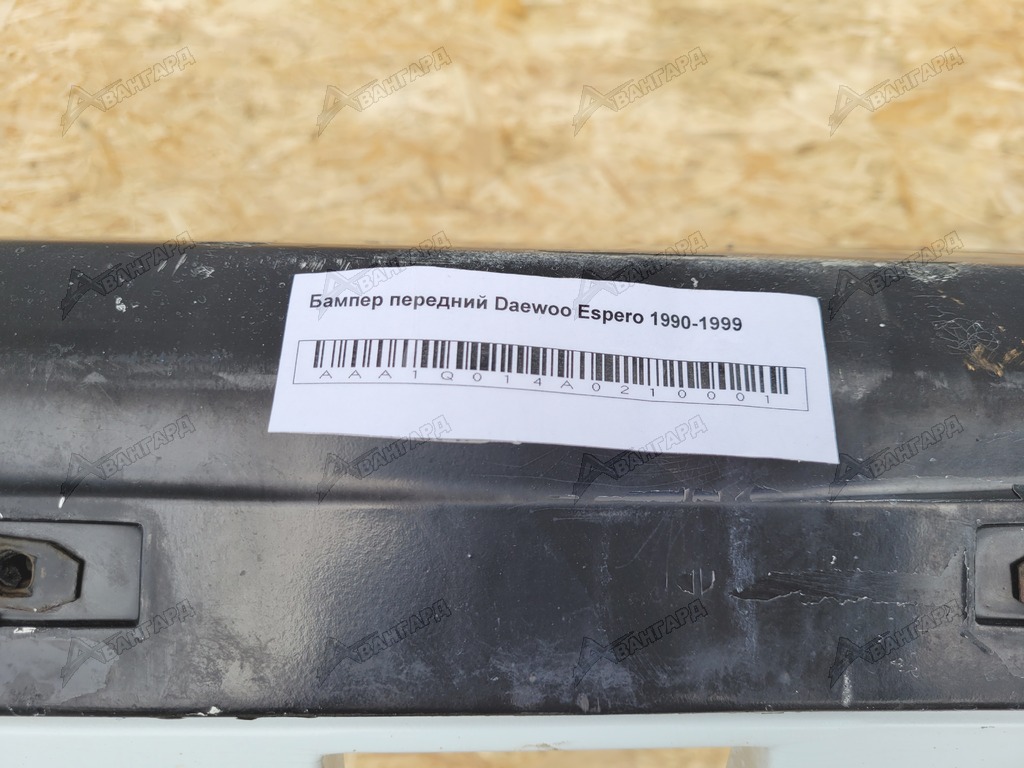 Бампер передний Daewoo Espero 1990-1999
AAA1Q014A0210001
АВАНГАРД